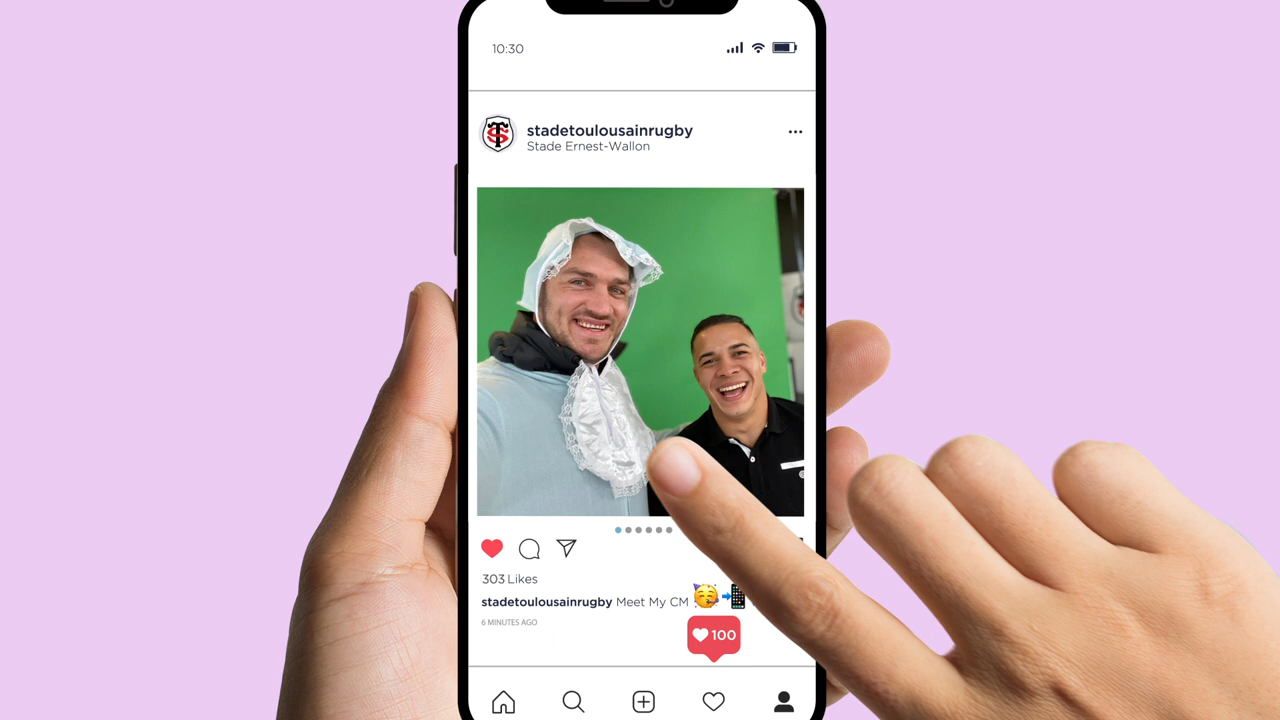 10:30
stadetoulousainrugby
Stade Ernest-Wallon
303 Likes
stadetoulousainrugby Meet My CM 🥳📲
6 MINUTES AGO
100